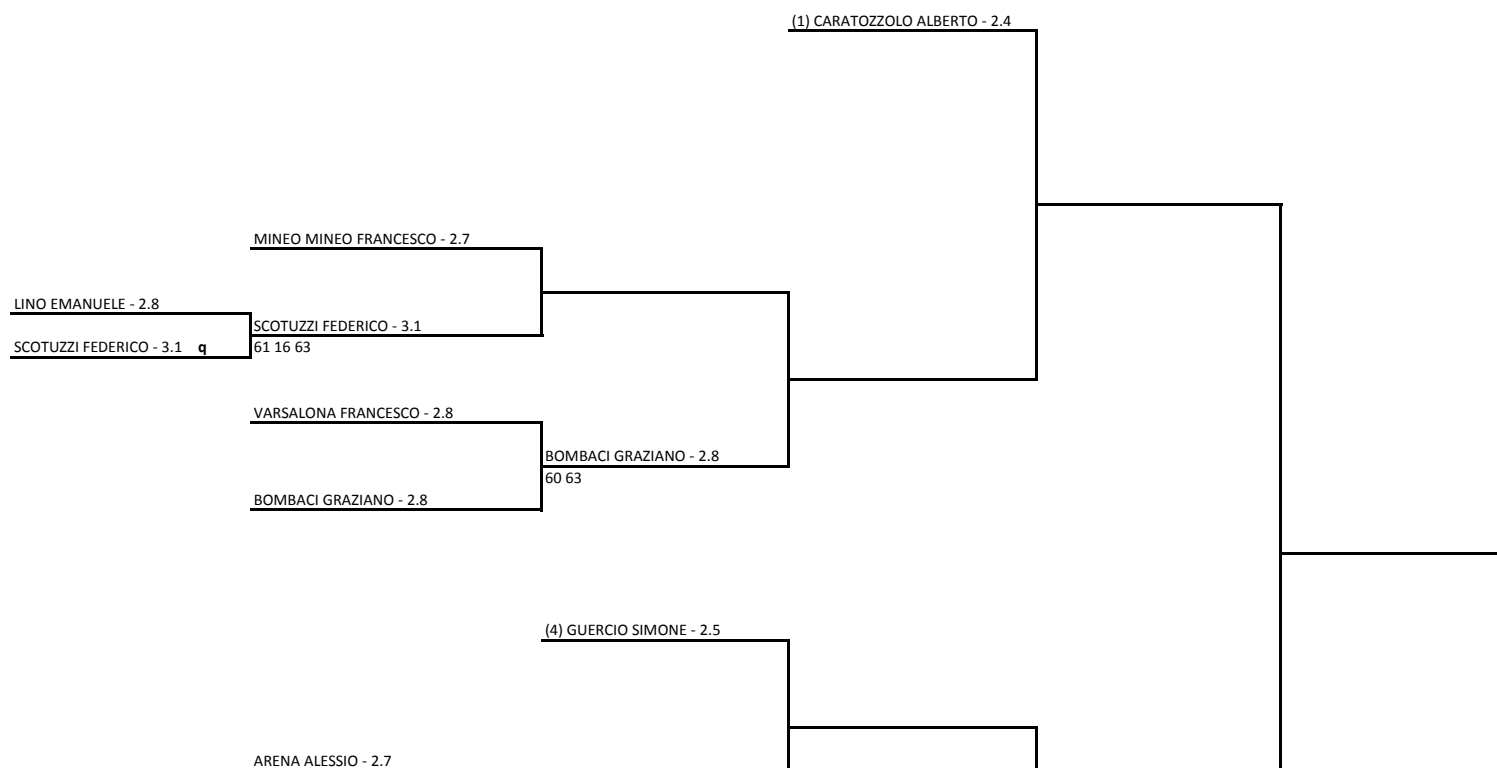 (1) CARATOZZOLO ALBERTO - 2.4
MINEO MINEO FRANCESCO - 2.7
LINO EMANUELE - 2.8
SCOTUZZI FEDERICO - 3.1
SCOTUZZI FEDERICO - 3.1 q
61 16 63
VARSALONA FRANCESCO - 2.8
BOMBACI GRAZIANO - 2.8
60 63
BOMBACI GRAZIANO - 2.8
(4) GUERCIO SIMONE - 2.5
ARENA ALESSIO - 2.7